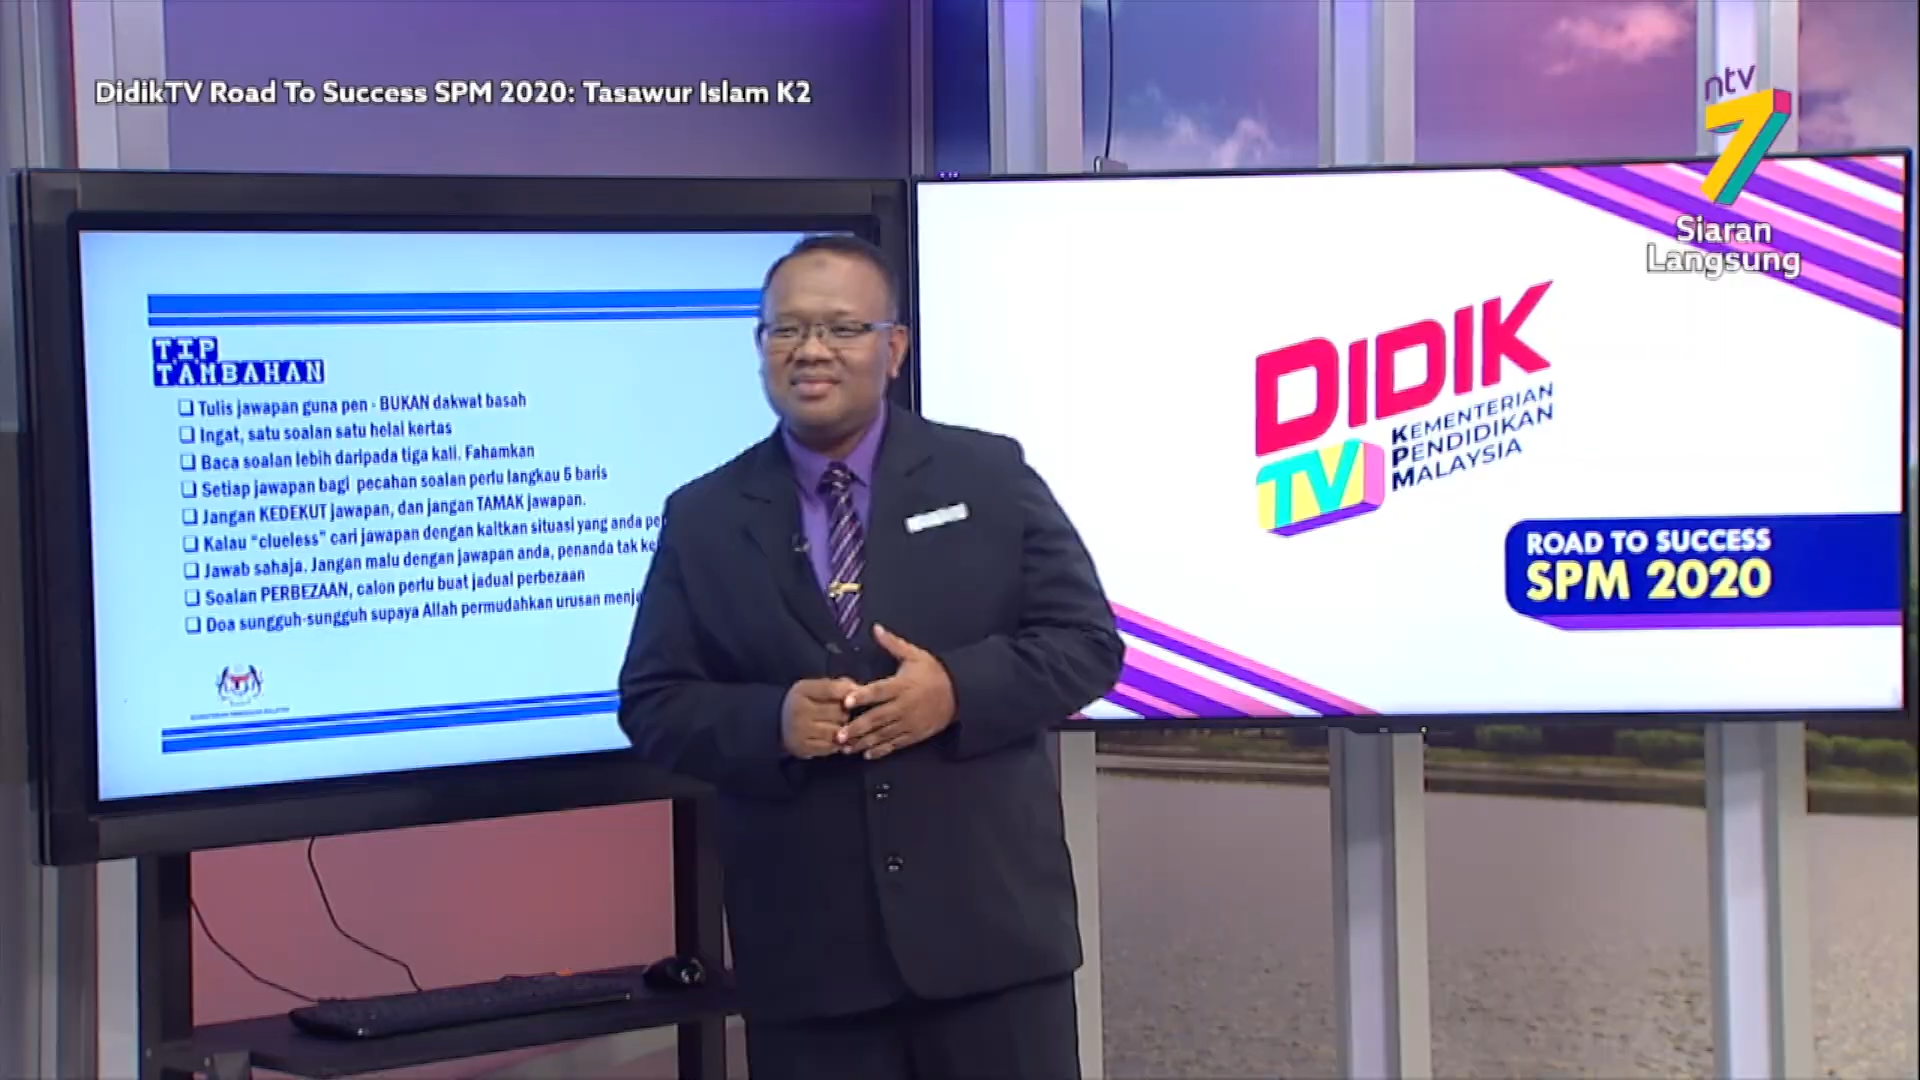 DidikTV Road To Success SPM 2020: Tasawur Islam K2
ntv
7
Siaran
Langsung
T.I.P
TAMBAHAN
Tulis jawapan guna pen - BUKAN dakwat basah
Ingat, satu soalan satu helai kertas
Baca soalan lebih daripada tiga kali. Fahamkan
Setiap jawapan bagi pecahan soalan perlu langkau 5 baris
Jangan KEDEKUT jawapan, dan jangan TAMAK jawapan.
Kalau "clueless" cari jawapan dengan kaitkan situasi yang anda
Jawab sahaja. Jangan malu dengan jawapan anda, penanda tak
Soalan PERBEZAAN, calon perlu buat jadual perbezaan
Doa sungguh-sungguh supaya Allah permudahkan urusan
DIDIK
TV
KEMENTERIAN
PENDIDIKAN
MALAYSIA
ROAD TO SUCCESS
SPM 2020